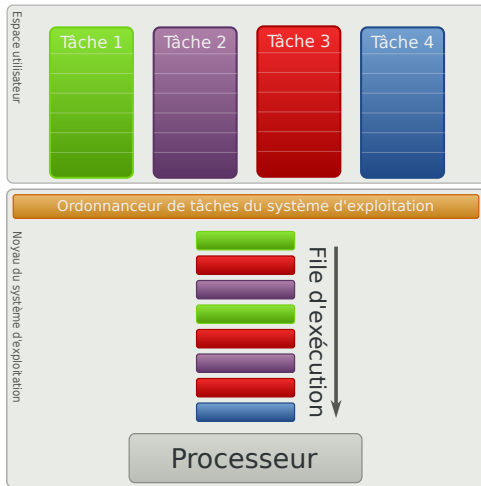 Espace utilisateur
Tâche 1
Tâche 2
Tâche 3
Tâche 4
Ordonnanceur de tâches du système d'exploitation
Noyau du système d'exploitation
File d'exécution
Processeur